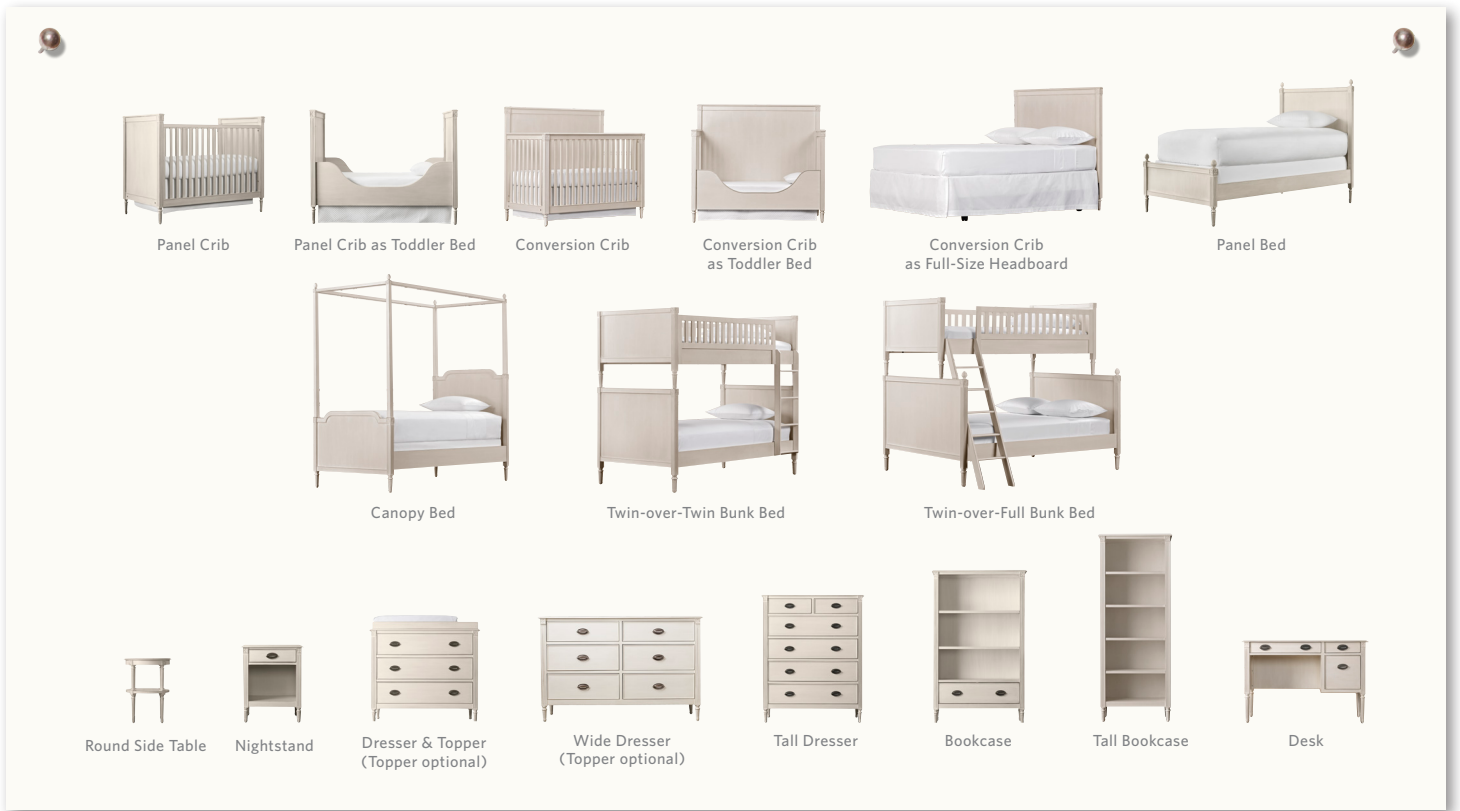 Panel Crib
Panel Crib as Toddler Bed
Conversion Crib
Conversion Crib
as Toddler Bed
Conversion Crib
as Full-Size Headboard
Panel Bed
Canopy Bed
Twin-over-Twin Bunk Bed
Twin-over-Full Bunk Bed
Round Side Table
Nightstand
Dresser & Topper
(Topper optional)
Wide Dresser
(Topper optional)
Tall Dresser
Bookcase
Tall Bookcase
Desk